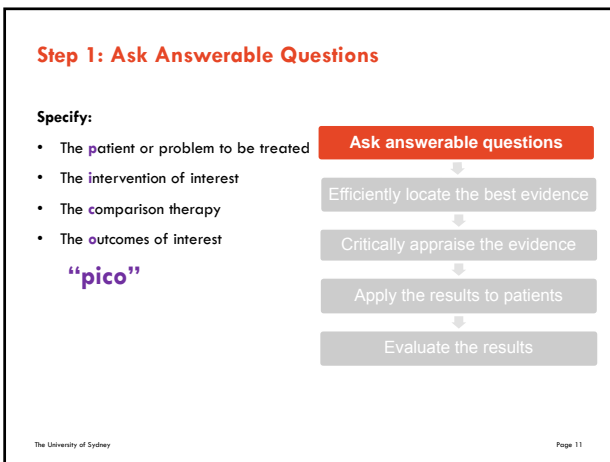 Step 1: Ask Answerable Questions
Specify:
• The patient or problem to be treated
• The intervention of interest
• The comparison therapy
• The outcomes of interest
“pico”
Ask answerable questions
Efficiently locate the best evidence
Critically appraise the evidence
Apply the results to patients
Evaluate the results
The University of Sydney
Page 11